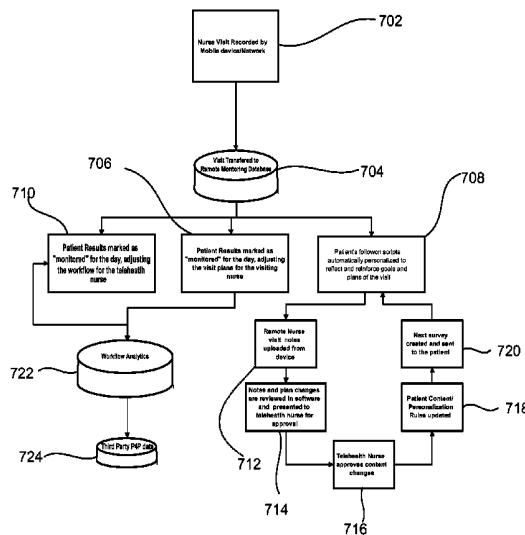 702
Nurse Visit Recorded by
Mobile device/Network
Visit Transfered to
Remote Monitoring Database
704
706
708
710
Patient Results marked as
"monitored" for the day, adjusting
the workflow for the telehealth
nurse
Patient Results marked as
"monitored" for the day, adjusting
the visit plans for the visiting
nurse
Patient's followon scripts
automatically personalized to
reflect and reinforce goals and
plans of the visit
Remote Nurse
visit notes
uploaded from
device
Next survey
created and sent
to the patient
720
Workflow Analytics
722
Notes and plan changes
are reviewed in software
and presented to
telehealth nurse for
approval
Patient Content/
Personalization
Rules updated
718
Third Party P4P data
724
712
714
Telehealth Nurse
approves content
changes
716